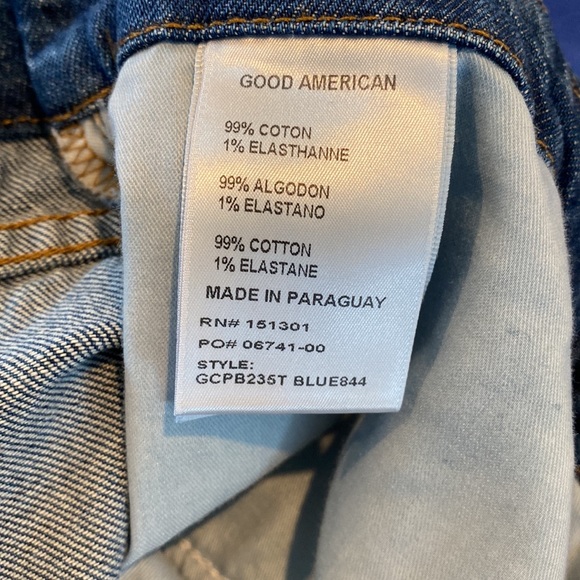 GOOD AMERICAN
99% COTON
1% ELASTHANNE
99% ALGODON
1% ELASTANO
99% COTTON
1% ELASTANE
MADE IN PARAGUAY
RN# 151301
PO# 06741-00
STYLE:
GCPB235T BLUE844